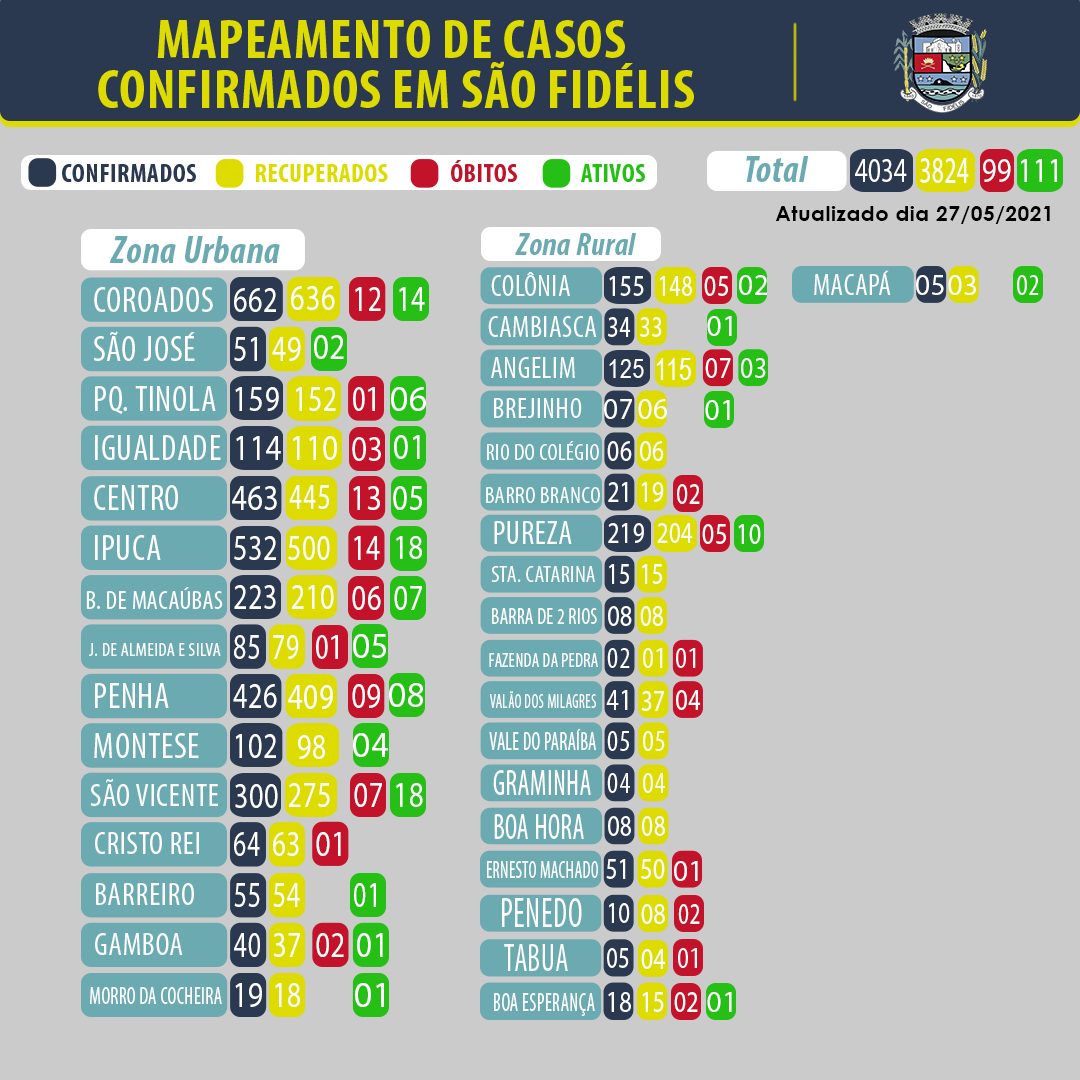 MAPEAMENTO DE CASOS
CONFIRMADOS EM SÃO FIDÉLIS
SÃO FIDÉLIS
CONFIRMADOS RECUPERADOS ÓBITOS ATIVOS
Total 4034 3824 99 111
Atualizado dia 27/05/2021
Zona Urbana
COROADOS 662 636 12 14
SÃO JOSÉ 51 49 02
PQ. TINOLA 159 152 01 06
IGUALDADE 114 110 03 01
CENTRO 463 445 13 05
IPUCA 532 500 14 18
B. DE MACAÚBAS 223 210 06 07
J. DE ALMEIDA E SILVA 85 79 01 05
PENHA 426 409 09 08
MONTESE 102 98 04
SÃO VICENTE 300 275 07 18
CRISTO REI 64 63 01
BARREIRO 55 54 01
GAMBOA 40 37 02 01
MORRO DA COCHEIRA 19 18 01
Zona Rural
COLÔNIA 155 148 05 02
CAMBIASCA 34 33 01
ANGELIM 125 115 07 03
BREJINHO 07 06 01
RIO DO COLÉGIO 06 06
BARRO BRANCO 21 19 02
PUREZA 219 204 05 10
STA. CATARINA 15 15
BARRA DE 2 RIOS 08 08
FAZENDA DA PEDRA 02 01 01
VALÃO DOS MILAGRES 41 37 04
VALE DO PARAÍBA 05 05
GRAMINHA 04 04
BOA HORA 08 08
ERNESTO MACHADO 51 50 01
PENEDO 10 08 02
TABUA 05 04 01
BOA ESPERANÇA 18 15 02 01
MACAPÁ 05 03 02